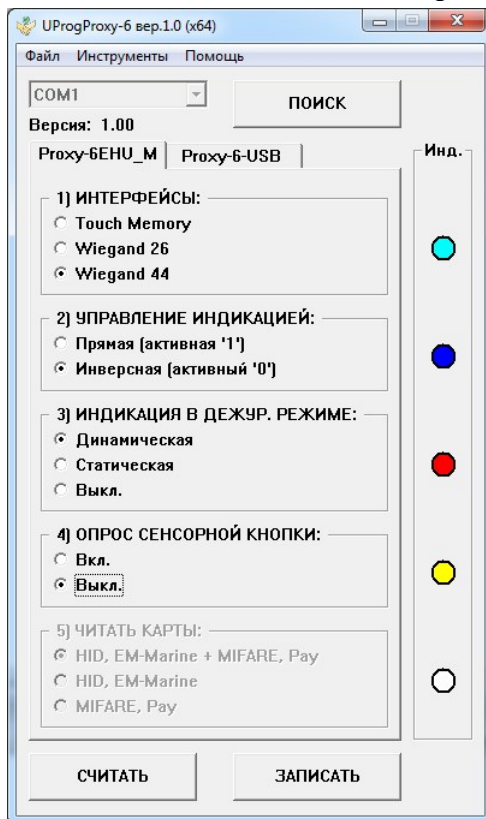 UProgProxy-6 вер.1.0 (x64)
Файл Инструменты Помощь
COM1
ПОИСК
Версия: 1.00
Proxy-6EHU_M
Proxy-6-USB
Инд.
1) ИНТЕРФЕЙСЫ:
Touch Memory
Wiegand 26
Wiegand 44
2) УПРАВЛЕНИЕ ИНДИКАЦИЕЙ:
Прямая (активная '1')
Инверсная (активный '0')
3) ИНДИКАЦИЯ В ДЕЖУР. РЕЖИМЕ:
Динамическая
Статическая
Выкл.
4) ОПРОС СЕНСОРНОЙ КНОПКИ:
Вкл.
Выкл.
5) ЧИТАТЬ КАРТЫ:
HID, EM-Marine + MIFARE, Pay
HID, EM-Marine
MIFARE, Pay
СЧИТАТЬ
ЗАПИСАТЬ